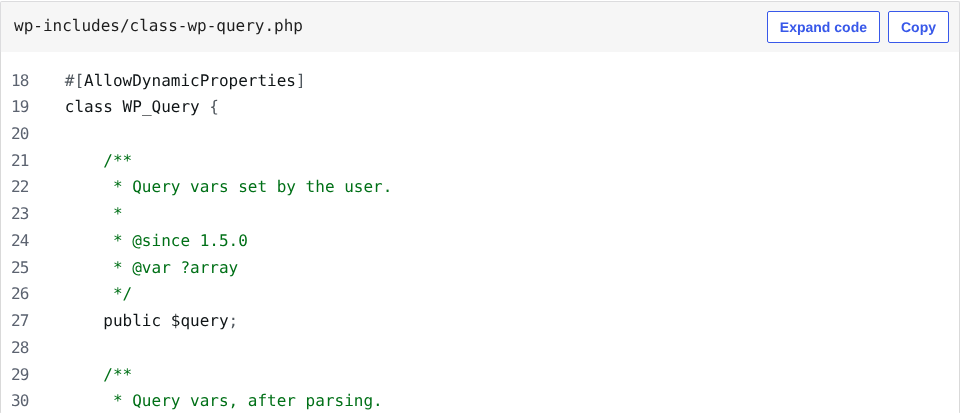 wp-includes/class-wp-query.php
Expand code
Copy
18 #[AllowDynamicProperties]
19 class WP_Query {
20
21 /**
22 * Query vars set by the user.
23 *
24 * @since 1.5.0
25 * @var ?array
26 */
27 public $query;
28
29 /**
30 * Query vars, after parsing.